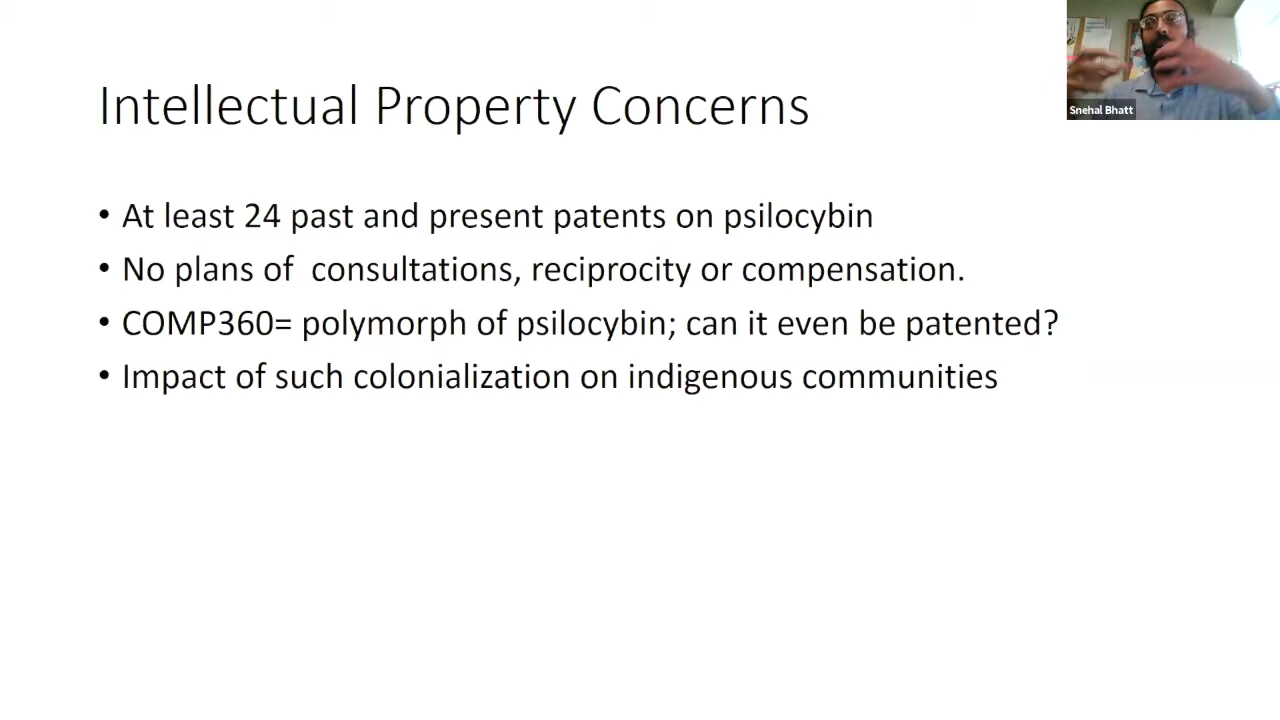 Intellectual Property Concerns
Snehal Bhatt
• At least 24 past and present patents on psilocybin
• No plans of  consultations, reciprocity or compensation.
• COMP360= polymorph of psilocybin; can it even be patented?
• Impact of such colonialization on indigenous communities